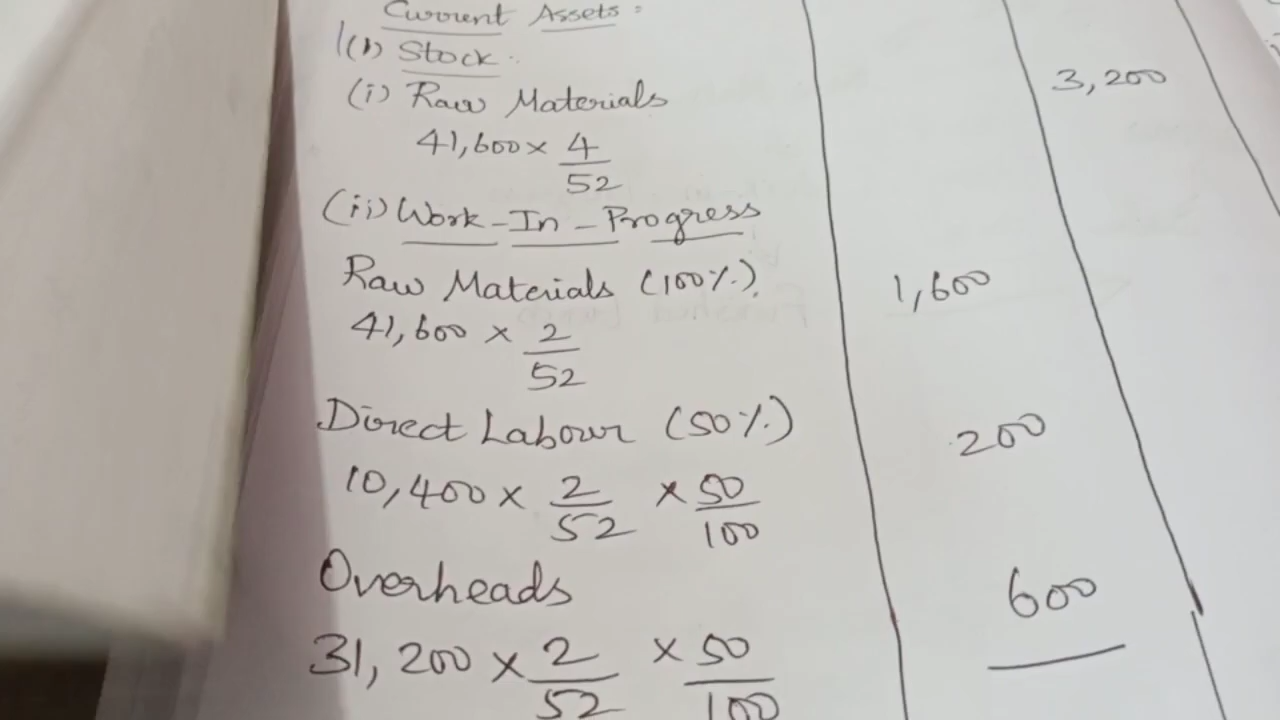 Current Assets:
(1) Stock.
3,200
(i) Raw Materials
41,600 × 4/52
(ii) Work-In-Progress
Raw Materials (100%). 1,600
41,600 × 2/52
Direct Labour (50%) 200
10,400 × 2/52 × 50/100
Overheads 600
31,200 × 2/52 × 50/100